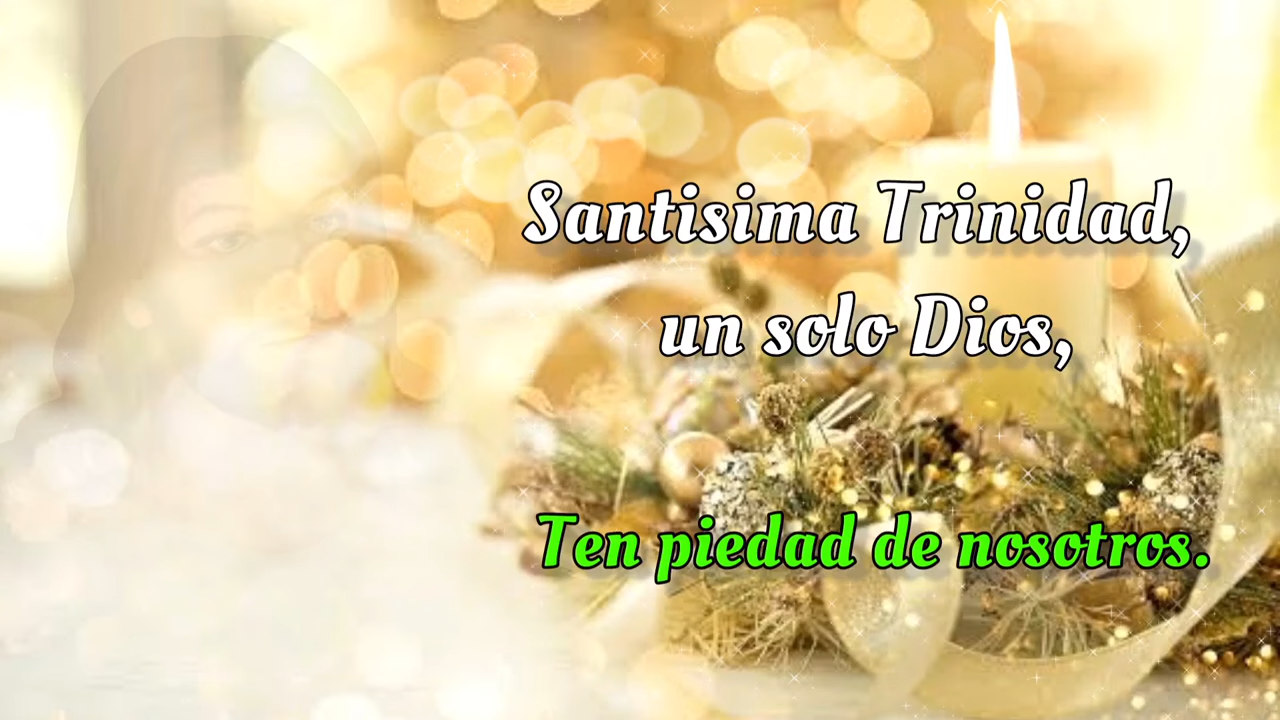 Santisima Trinidad,
un solo Dios,
Ten piedad de nosotros.